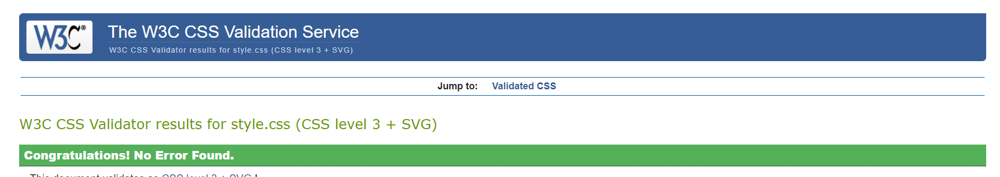 W3C®
The W3C CSS Validation Service
W3C CSS Validator results for style.css (CSS level 3 + SVG)
Jump to: Validated CSS
W3C CSS Validator results for style.css (CSS level 3 + SVG)
Congratulations! No Error Found.
This document validates as CSS level 3 + SVG !